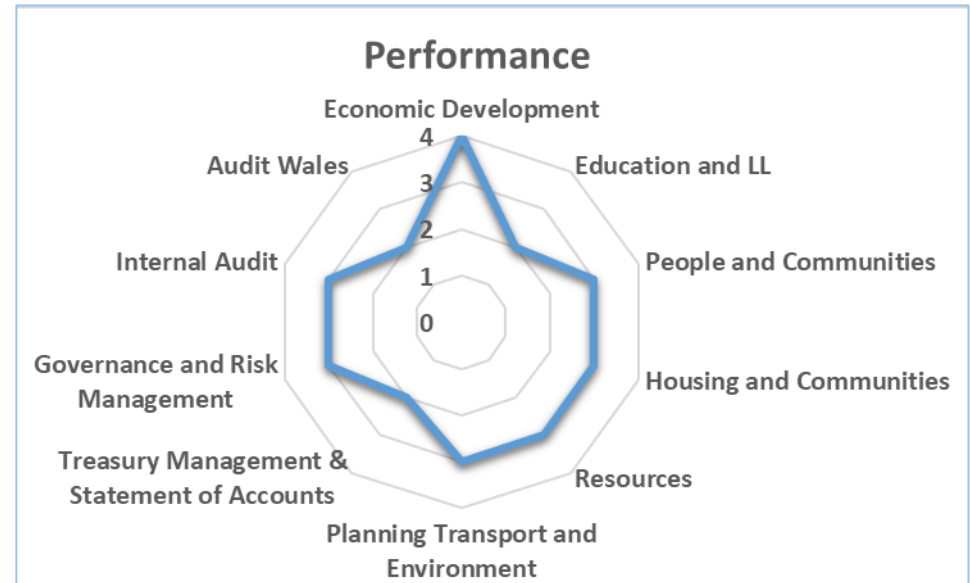 Performance
Economic Development
4
Audit Wales
Education and LL
3
2
Internal Audit
People and Communities
1
0
Governance and Risk
Management
Housing and Communities
Treasury Management &
Statement of Accounts
Resources
Planning Transport and
Environment